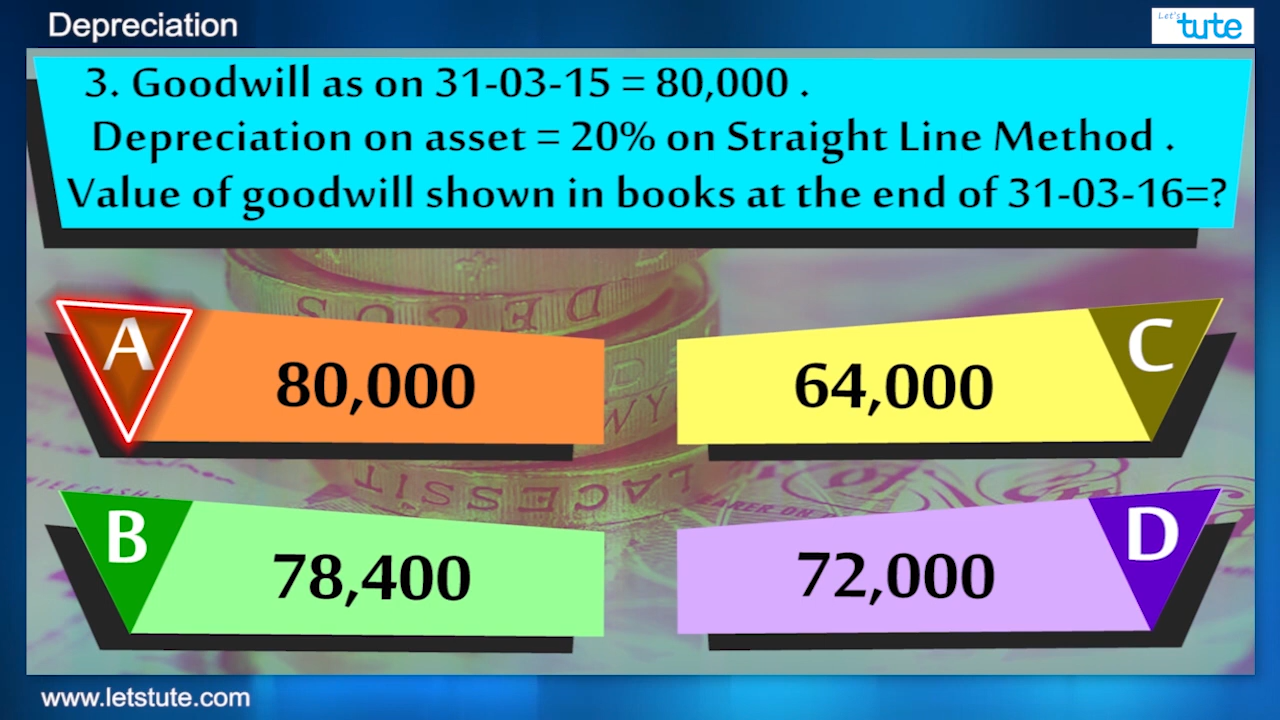 Depreciation
Let's
tute
3. Goodwill as on 31-03-15 = 80,000 .
Depreciation on asset = 20% on Straight Line Method .
Value of goodwill shown in books at the end of 31-03-16=?
A
80,000
C
64,000
B
78,400
D
72,000
DECUS
LACESSIT
www.letstute.com